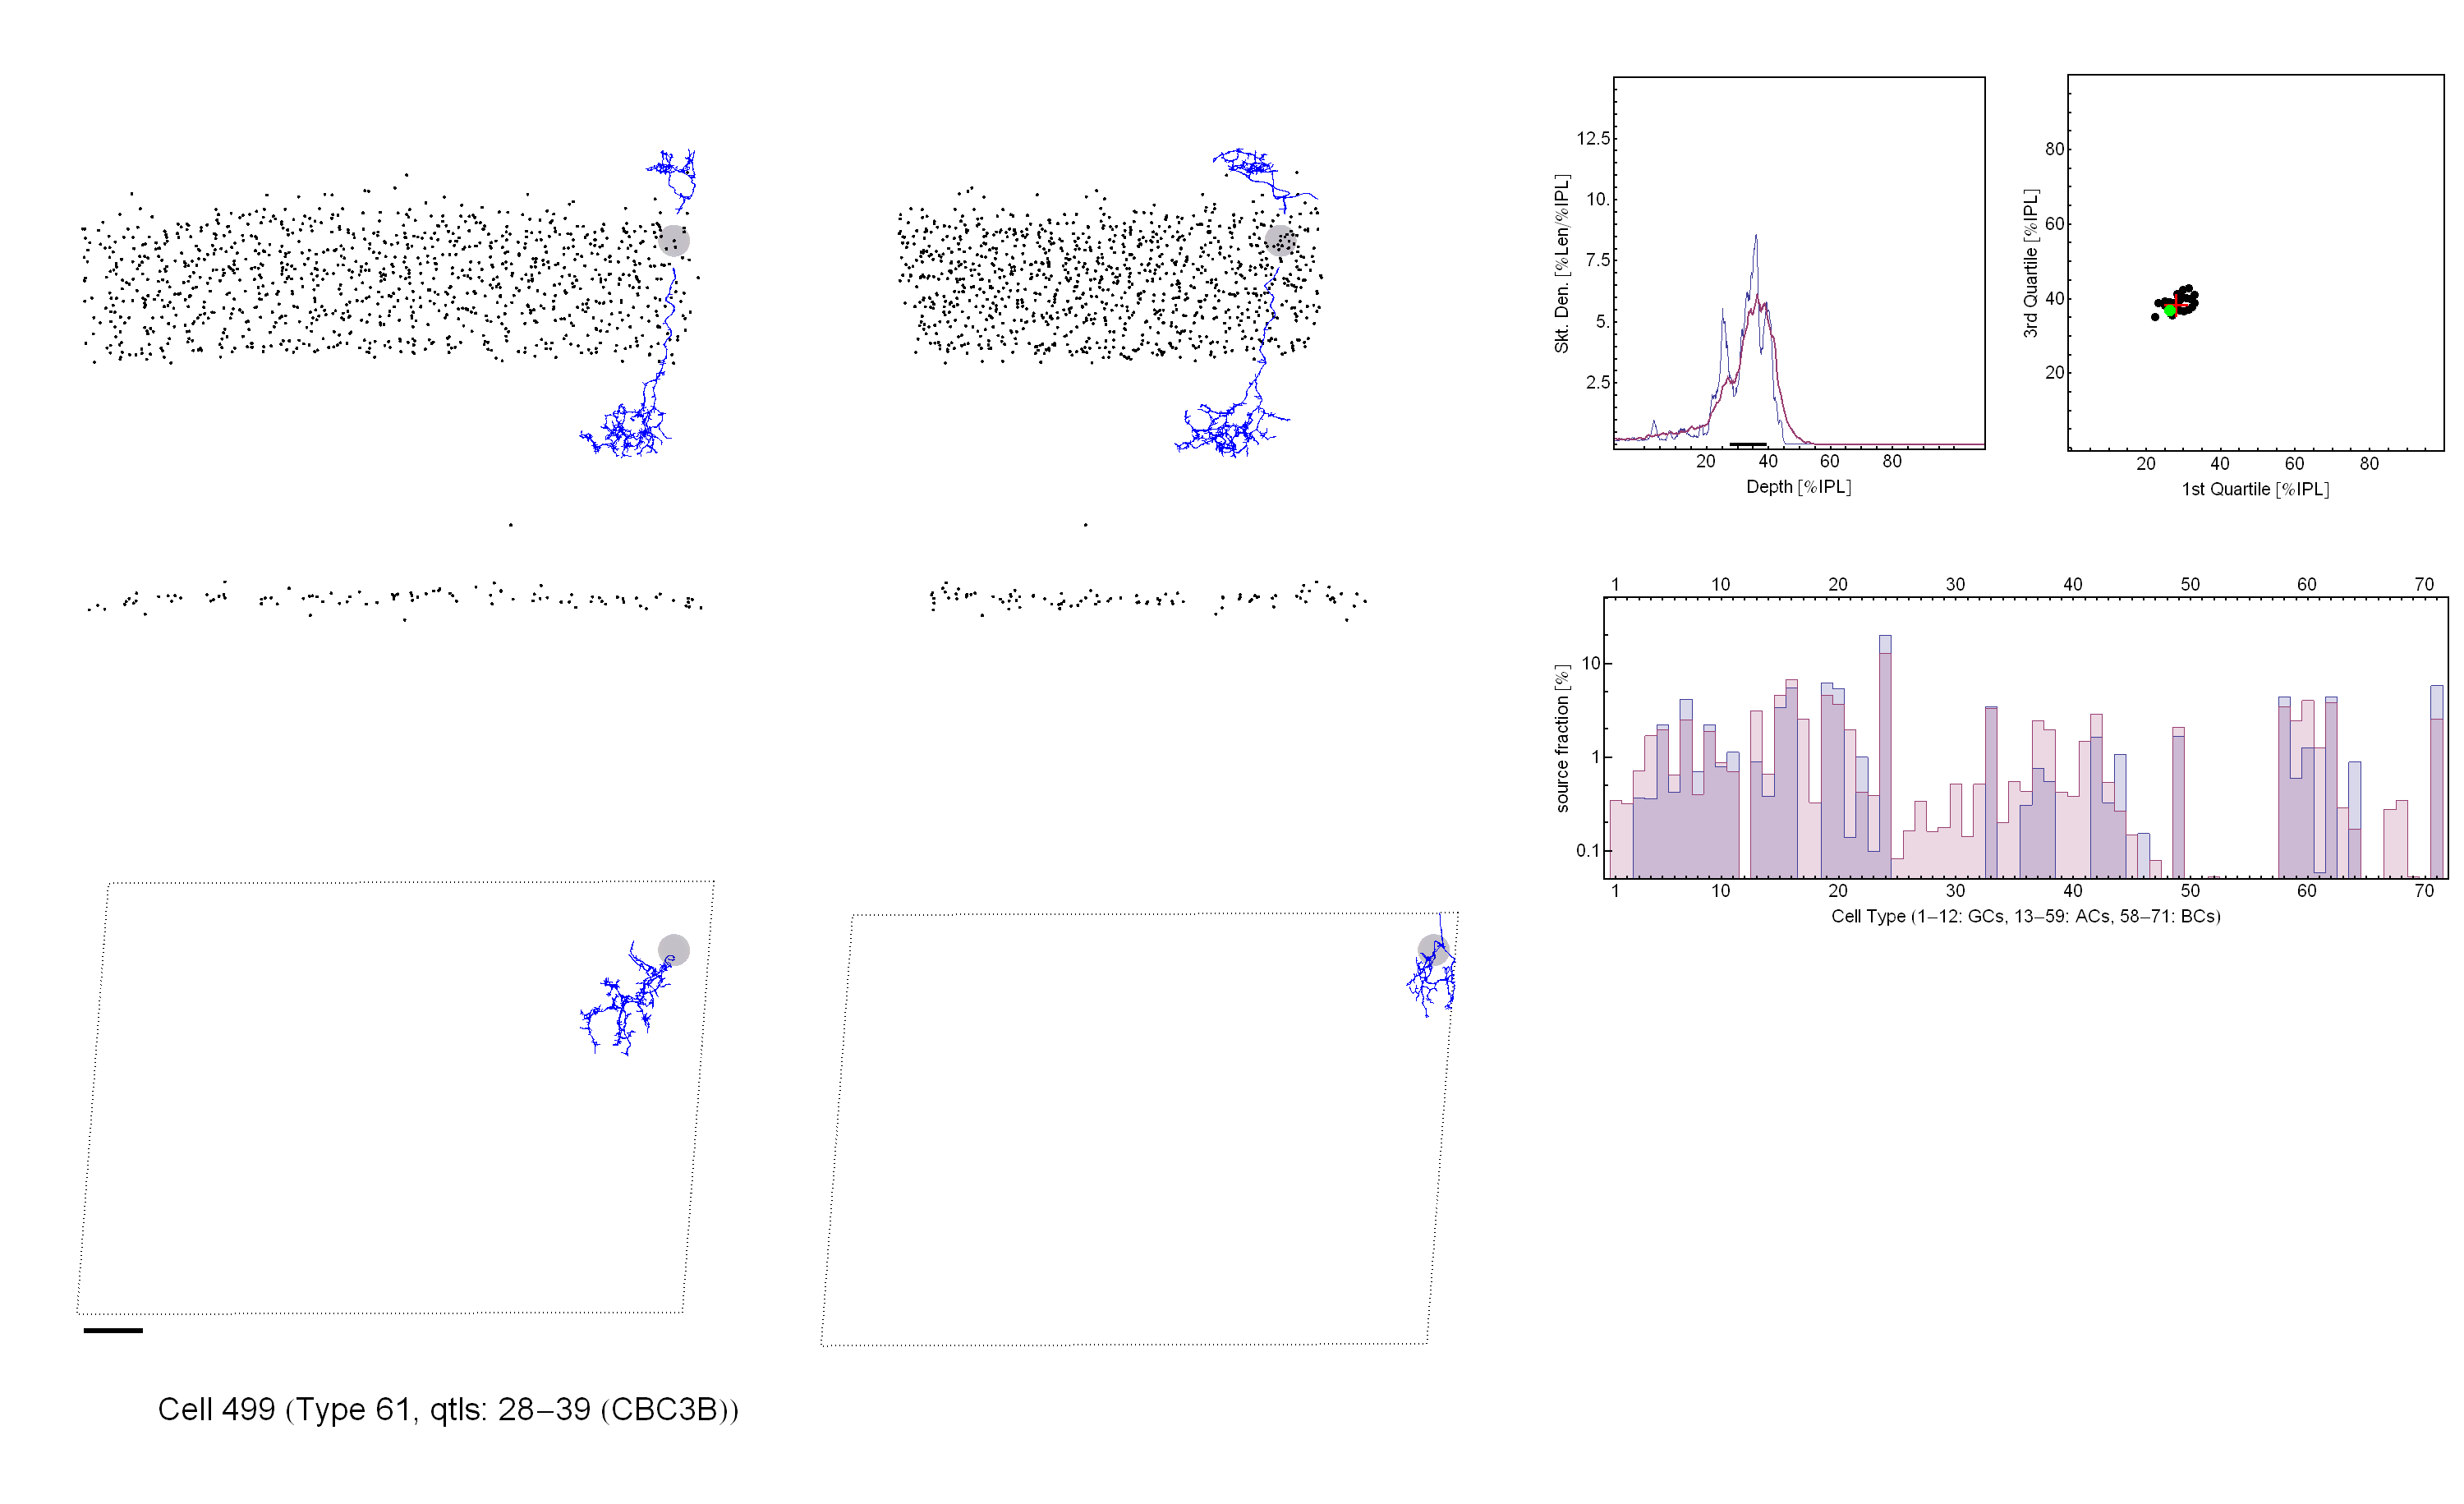 12.5
10.
7.5
5.
2.5
Skt. Den. [%Len/%IPL]
20 40 60 80
Depth [%IPL]
80
60
40
20
3rd Quartile [%IPL]
20 40 60 80
1st Quartile [%IPL]
1 10 20 30 40 50 60 70
10
1
0.1
source fraction [%]
1 10 20 30 40 50 60 70
Cell Type (1–12: GCs, 13–59: ACs, 58–71: BCs)
Cell 499 (Type 61, qtls: 28–39 (CBC3B))